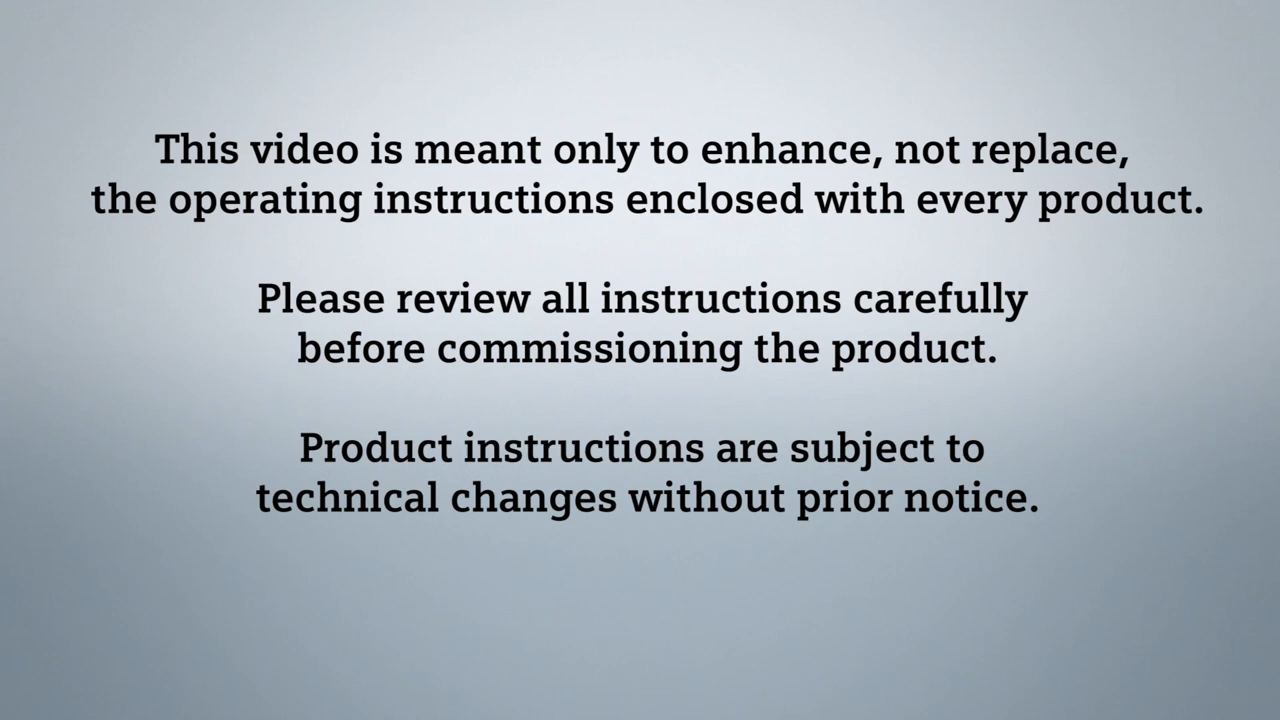 This video is meant only to enhance, not replace,
the operating instructions enclosed with every product.
Please review all instructions carefully
before commissioning the product.
Product instructions are subject to
technical changes without prior notice.